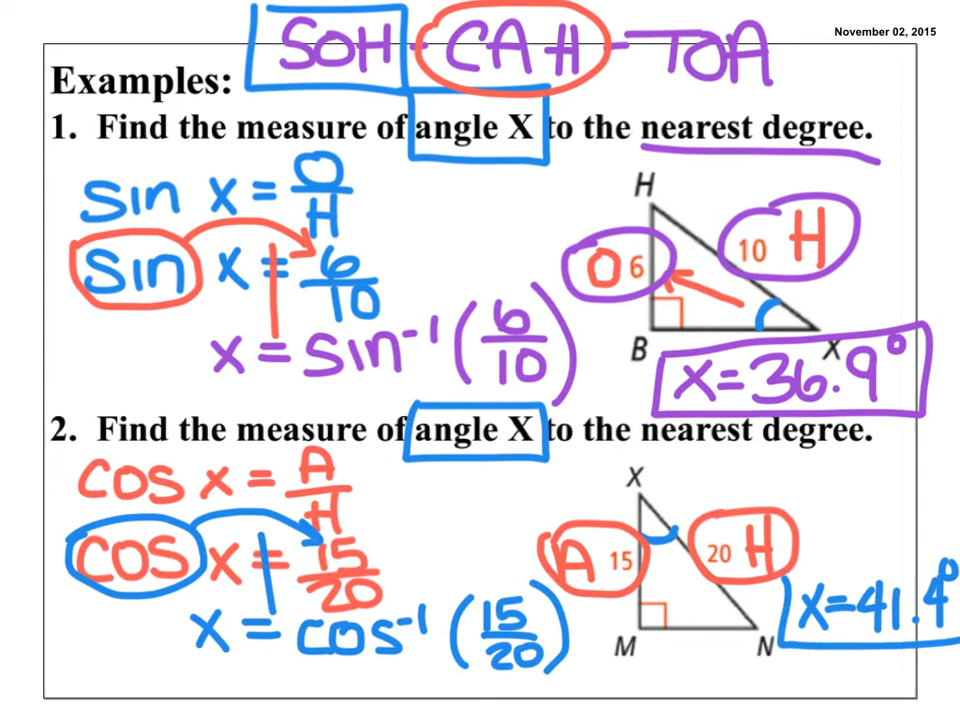 November 02, 2015
SOH-CAH-TOA
Examples:
1. Find the measure of angle X to the nearest degree.
sin x = O/H
sin x = 6/10
x = sin⁻¹ (6/10)
H
O 6
10 H
B
X
x=36.9°
2. Find the measure of angle X to the nearest degree.
cos x = A/H
cos x = 15/20
x = cos⁻¹ (15/20)
X
A 15
20 H
M
N
x=41.4°